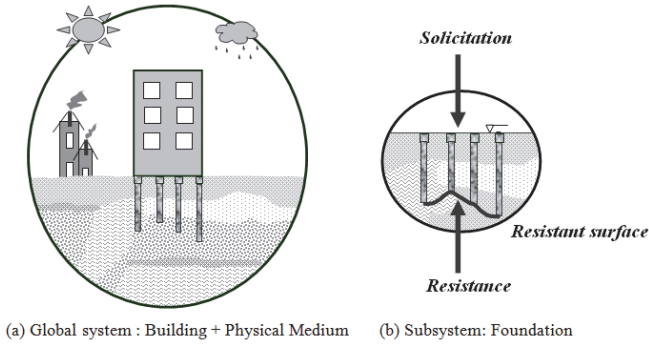 Solicitation
Resistant surface
Resistance
(a) Global system : Building + Physical Medium
(b) Subsystem: Foundation